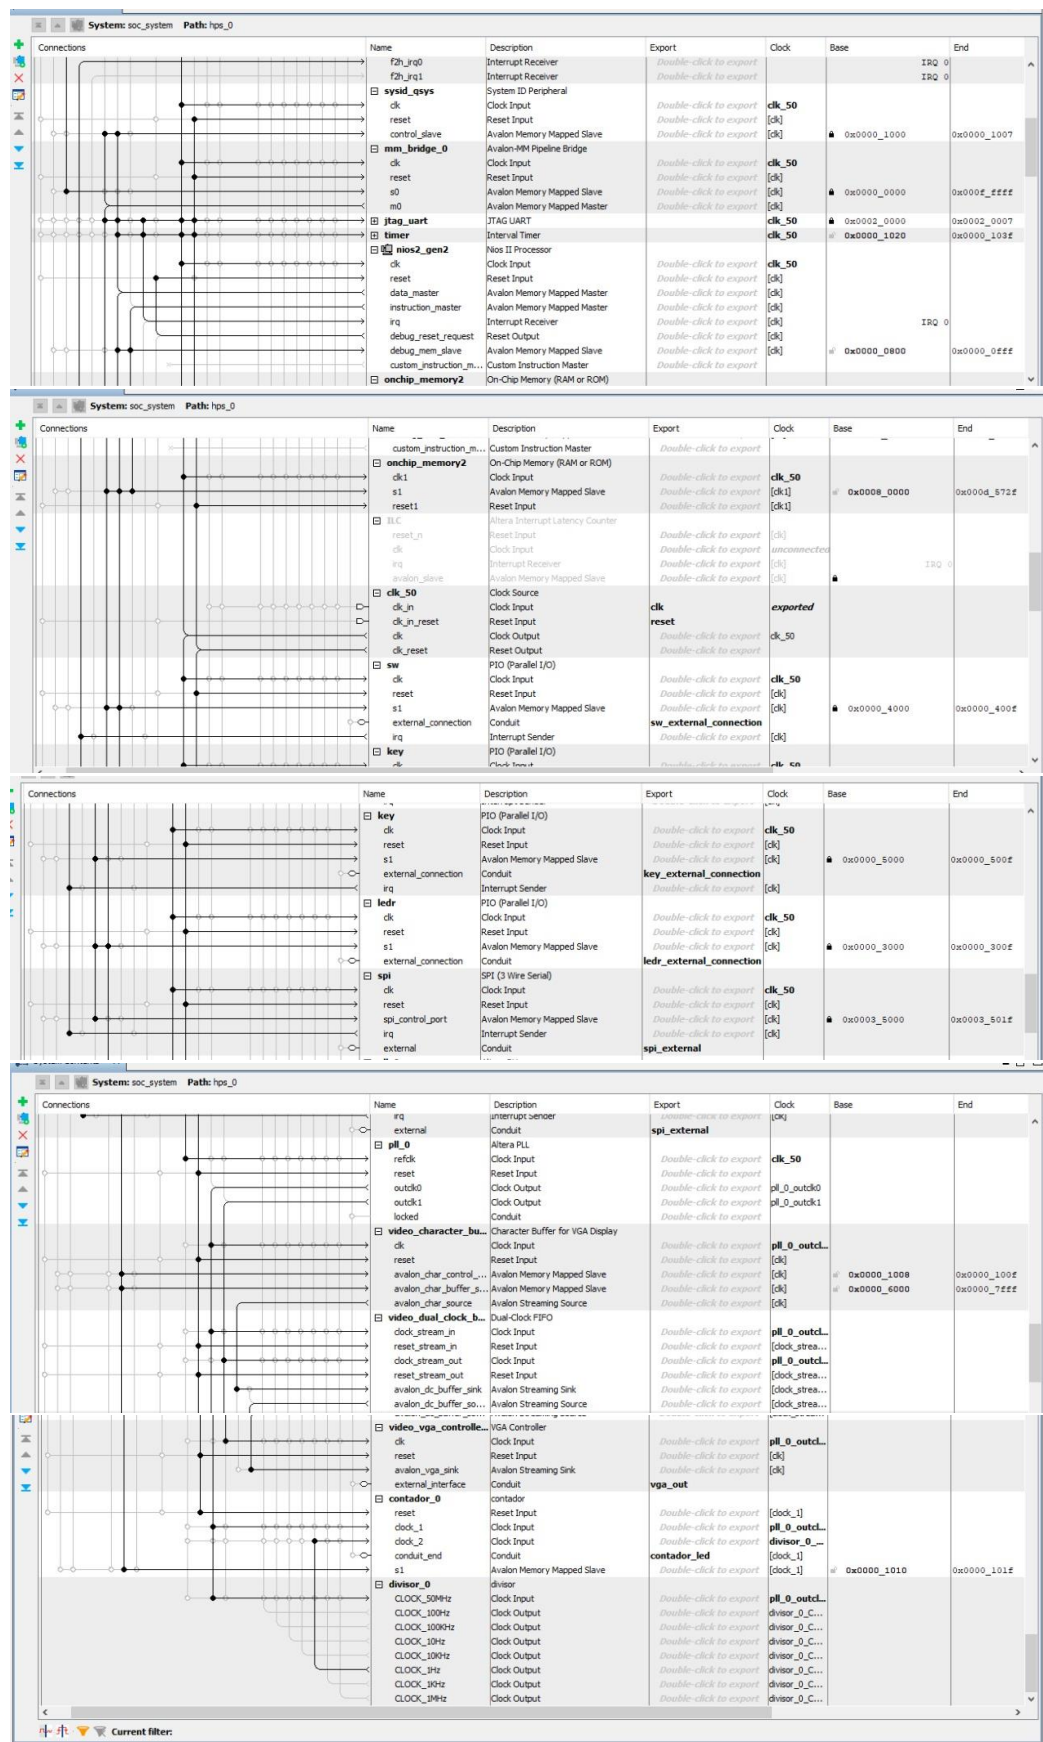 System: soc_system Path: hps_0
Connections Name Description Export Clock Base End
f2h_irq0 Interrupt Receiver Double-click to export IRQ 0
f2h_irq1 Interrupt Receiver Double-click to export IRQ 0
sysid_qsys System ID Peripheral
clk Clock Input Double-click to export clk_50
reset Reset Input Double-click to export [clk]
control_slave Avalon Memory Mapped Slave Double-click to export [clk] 0x0000_1000 0x0000_1007
mm_bridge_0 Avalon-MM Pipeline Bridge
clk Clock Input Double-click to export clk_50
reset Reset Input Double-click to export [clk]
s0 Avalon Memory Mapped Slave Double-click to export [clk] 0x0000_0000 0x000f_ffff
m0 Avalon Memory Mapped Master Double-click to export [clk]
jtag_uart JTAG UART clk_50 0x0002_0000 0x0002_0007
timer Interval Timer clk_50 0x0000_1020 0x0000_103f
nios2_gen2 Nios II Processor
clk Clock Input Double-click to export clk_50
reset Reset Input Double-click to export [clk]
data_master Avalon Memory Mapped Master Double-click to export [clk]
instruction_master Avalon Memory Mapped Master Double-click to export [clk]
irq Interrupt Receiver Double-click to export [clk] IRQ 0
debug_reset_request Reset Output Double-click to export [clk]
debug_mem_slave Avalon Memory Mapped Slave Double-click to export [clk] 0x0000_0800 0x0000_0fff
custom_instruction_m... Custom Instruction Master Double-click to export
onchip_memory2 On-Chip Memory (RAM or ROM)
System: soc_system Path: hps_0
Connections Name Description Export Clock Base End
custom_instruction_m... Custom Instruction Master Double-click to export
onchip_memory2 On-Chip Memory (RAM or ROM)
clk1 Clock Input Double-click to export clk_50
s1 Avalon Memory Mapped Slave Double-click to export [clk1] 0x0008_0000 0x000d_572f
reset1 Reset Input Double-click to export [clk1]
ILC Altera Interrupt Latency Counter
reset_n Reset Input Double-click to export [clk]
clk Clock Input Double-click to export unconnected
irq Interrupt Receiver Double-click to export [clk] IRQ 0
avalon_slave Avalon Memory Mapped Slave Double-click to export [clk]
clk_50 Clock Source
clk_in Clock Input clk exported
clk_in_reset Reset Input reset
clk Clock Output Double-click to export clk_50
clk_reset Reset Output Double-click to export
sw PIO (Parallel I/O)
clk Clock Input Double-click to export clk_50
reset Reset Input Double-click to export [clk]
s1 Avalon Memory Mapped Slave Double-click to export [clk] 0x0000_4000 0x0000_400f
external_connection Conduit sw_external_connection
irq Interrupt Sender Double-click to export [clk]
key PIO (Parallel I/O)
clk Clock Input Double-click to export clk_50
Connections Name Description Export Clock Base End
key PIO (Parallel I/O)
clk Clock Input Double-click to export clk_50
reset Reset Input Double-click to export [clk]
s1 Avalon Memory Mapped Slave Double-click to export [clk] 0x0000_5000 0x0000_500f
external_connection Conduit key_external_connection
irq Interrupt Sender Double-click to export [clk]
ledr PIO (Parallel I/O)
clk Clock Input Double-click to export clk_50
reset Reset Input Double-click to export [clk]
s1 Avalon Memory Mapped Slave Double-click to export [clk] 0x0000_3000 0x0000_300f
external_connection Conduit ledr_external_connection
spi SPI (3 Wire Serial)
clk Clock Input Double-click to export clk_50
reset Reset Input Double-click to export [clk]
spi_control_port Avalon Memory Mapped Slave Double-click to export [clk] 0x0003_5000 0x0003_501f
irq Interrupt Sender Double-click to export [clk]
external Conduit spi_external
System: soc_system Path: hps_0
Connections Name Description Export Clock Base End
irq Interrupt Sender Double-click to export [clk]
external Conduit spi_external
pll_0 Altera PLL
refclk Clock Input Double-click to export clk_50
reset Reset Input Double-click to export
outclk0 Clock Output Double-click to export pll_0_outclk0
outclk1 Clock Output Double-click to export pll_0_outclk1
locked Conduit Double-click to export
video_character_bu... Character Buffer for VGA Display
clk Clock Input Double-click to export pll_0_outcl...
reset Reset Input Double-click to export [clk]
avalon_char_control_... Avalon Memory Mapped Slave Double-click to export [clk] 0x0000_1008 0x0000_100f
avalon_char_buffer_s... Avalon Memory Mapped Slave Double-click to export [clk] 0x0000_6000 0x0000_7fff
avalon_char_source Avalon Streaming Source Double-click to export [clk]
video_dual_clock_b... Dual-Clock FIFO
clock_stream_in Clock Input Double-click to export pll_0_outcl...
reset_stream_in Reset Input Double-click to export [clock_strea...
clock_stream_out Clock Input Double-click to export pll_0_outcl...
reset_stream_out Reset Input Double-click to export [clock_strea...
avalon_dc_buffer_sink Avalon Streaming Sink Double-click to export [clock_strea...
avalon_dc_buffer_so... Avalon Streaming Source Double-click to export [clock_strea...
video_vga_controlle... VGA Controller
clk Clock Input Double-click to export pll_0_outcl...
reset Reset Input Double-click to export [clk]
avalon_vga_sink Avalon Streaming Sink Double-click to export [clk]
external_interface Conduit vga_out
contador_0 contador
reset Reset Input Double-click to export [clock_1]
clock_1 Clock Input Double-click to export pll_0_outcl...
clock_2 Clock Input Double-click to export divisor_0_...
conduit_end Conduit contador_led [clock_1]
s1 Avalon Memory Mapped Slave Double-click to export [clock_1] 0x0000_1010 0x0000_101f
divisor_0 divisor
CLOCK_50MHz Clock Input Double-click to export pll_0_outcl...
CLOCK_100Hz Clock Output Double-click to export divisor_0_C...
CLOCK_100KHz Clock Output Double-click to export divisor_0_C...
CLOCK_10Hz Clock Output Double-click to export divisor_0_C...
CLOCK_10KHz Clock Output Double-click to export divisor_0_C...
CLOCK_1Hz Clock Output Double-click to export divisor_0_C...
CLOCK_1KHz Clock Output Double-click to export divisor_0_C...
CLOCK_1MHz Clock Output Double-click to export divisor_0_C...
Current filter: